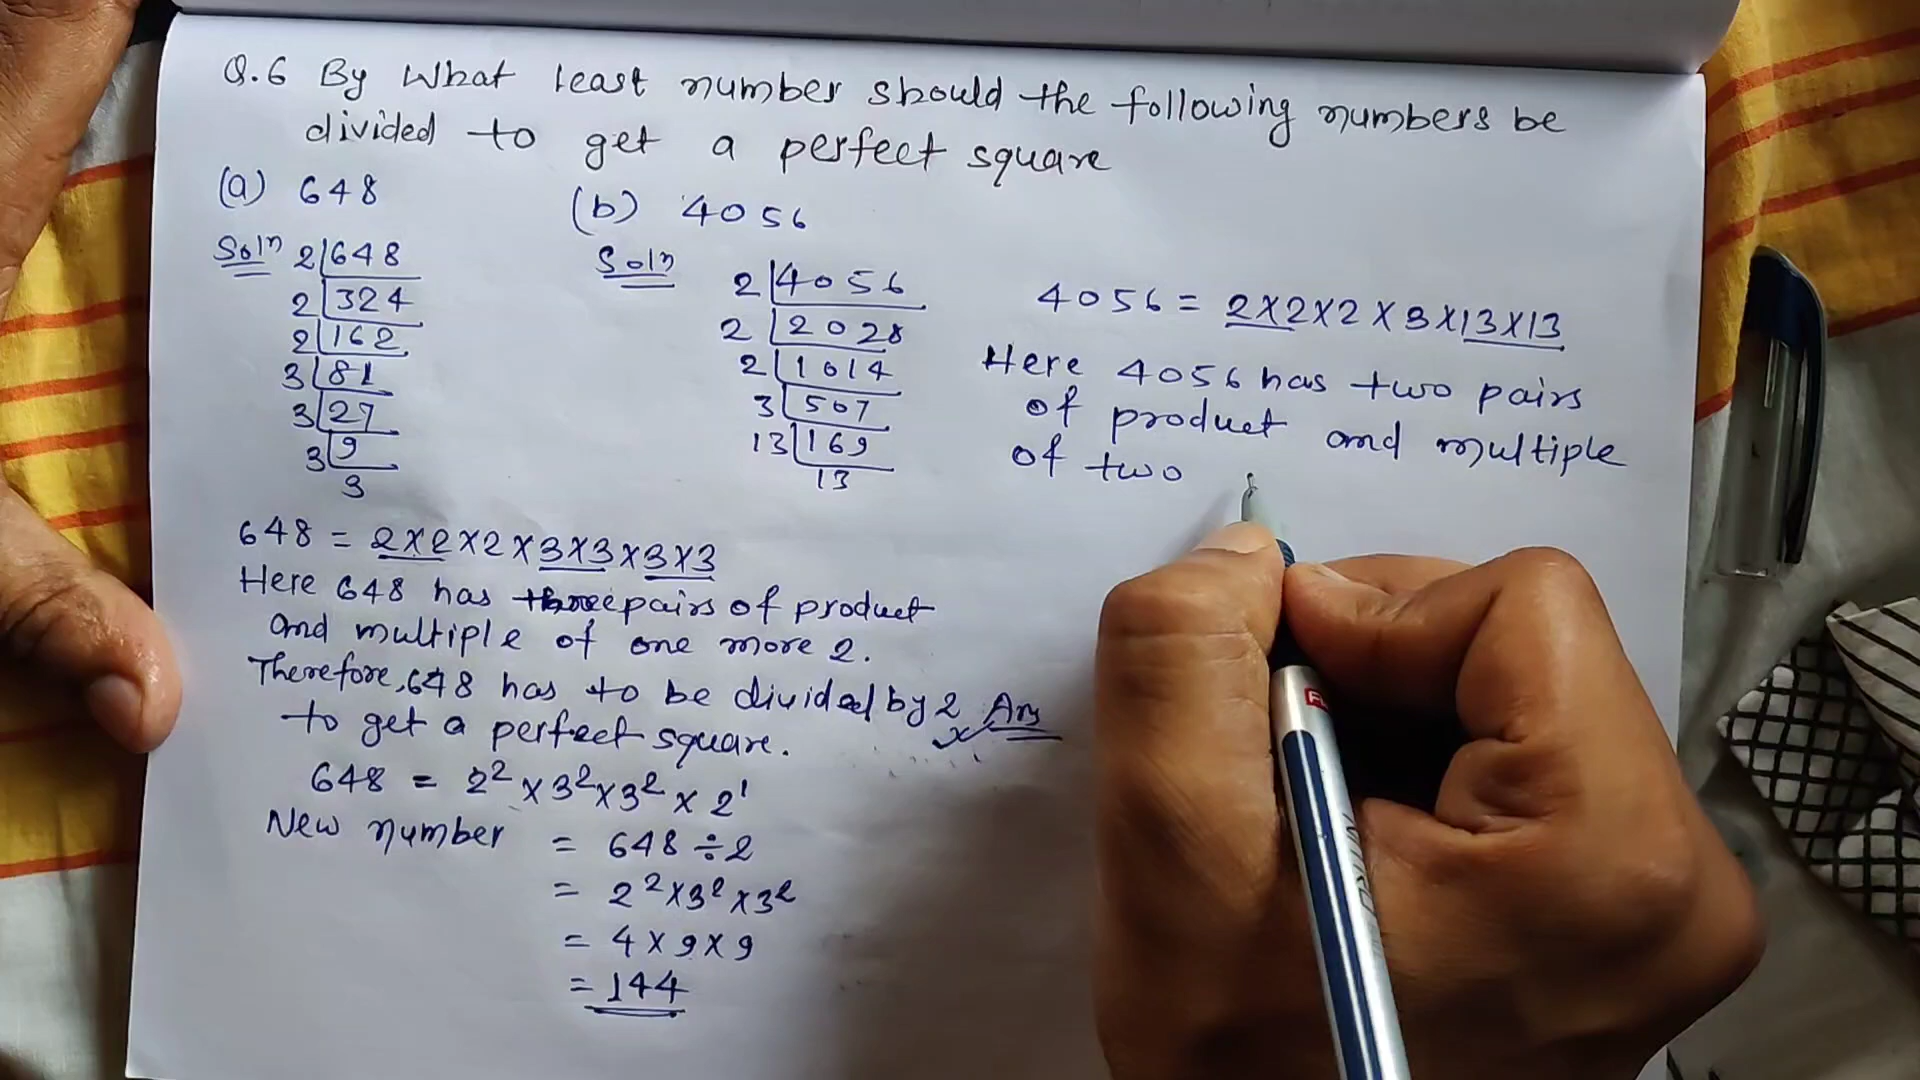 Q.6 By What least number should the following numbers be
divided to get a perfect square
(a) 648
(b) 4056
Soln
2 648
2 324
2 162
3 81
3 27
3 9
3
648 = 2×2×2×3×3×3×3
Here 648 has three pairs of product
and multiple of one more 2.
Therefore, 648 has to be divided by 2 Ans
to get a perfect square.
648 = 2² × 3² × 3² × 2¹
New number = 648 ÷ 2
= 2² × 3² × 3²
= 4 × 9 × 9
= 144
Soln
2 4056
2 2028
2 1014
3 507
13 169
13
4056 = 2×2×2×3×13×13
Here 4056 has two pairs
of product and multiple
of two